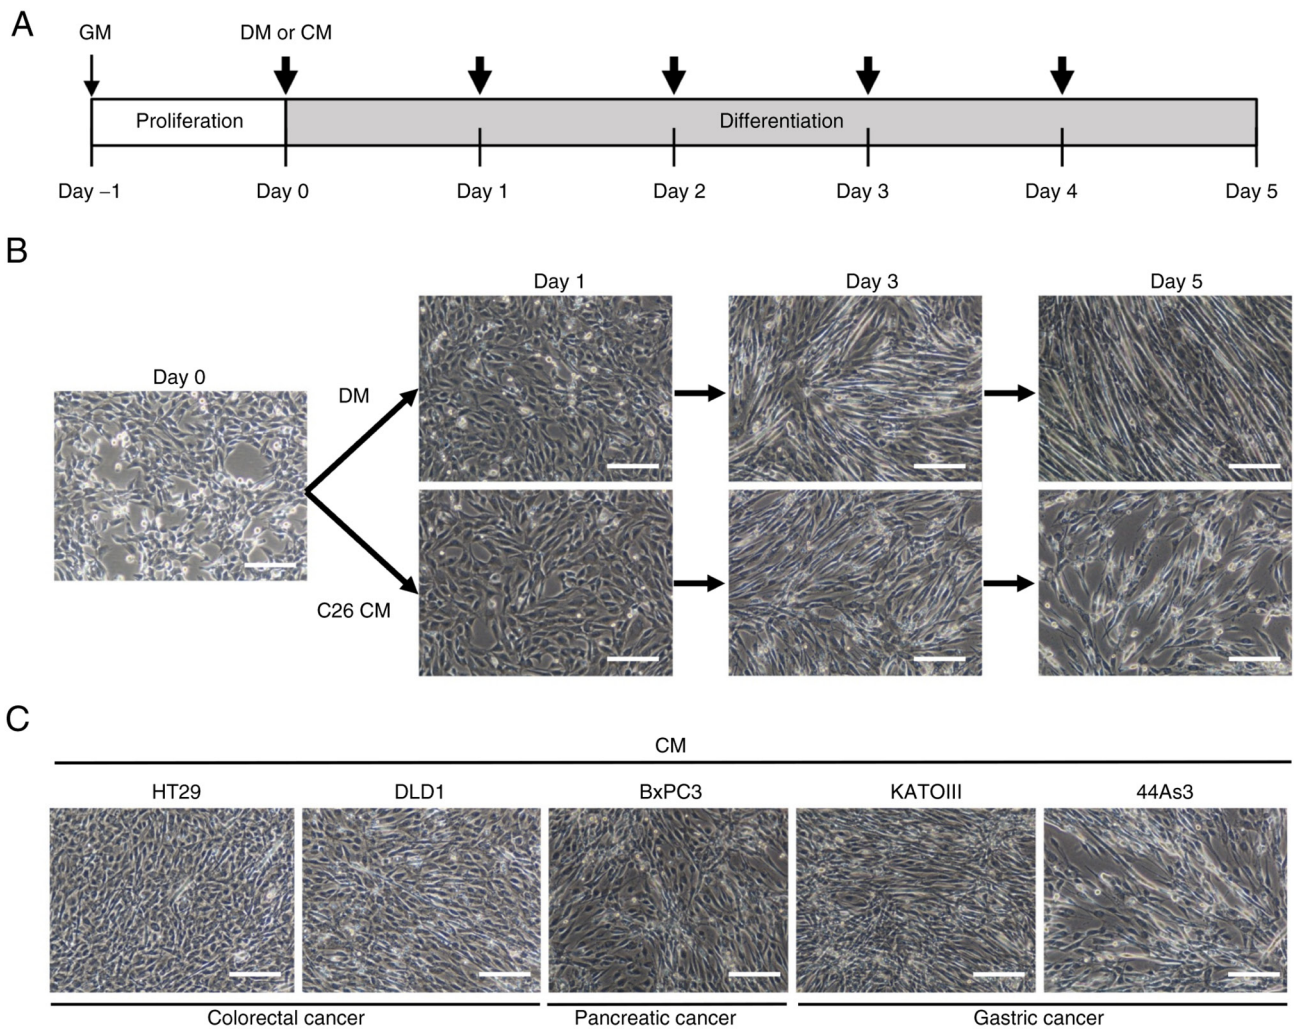 A
GM
DM or CM
Proliferation
Differentiation
Day –1
Day 0
Day 1
Day 2
Day 3
Day 4
Day 5
B
Day 0
DM
C26 CM
Day 1
Day 3
Day 5
C
CM
HT29
DLD1
BxPC3
KATOIII
44As3
Colorectal cancer
Pancreatic cancer
Gastric cancer